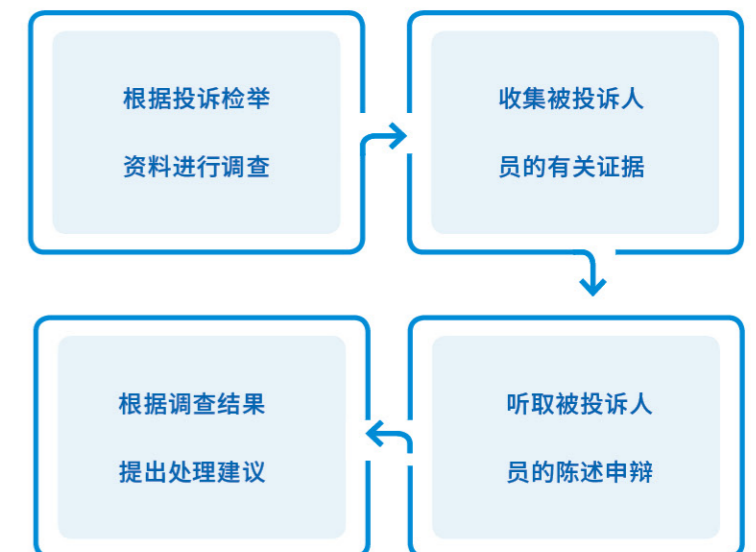 根据投诉检举
资料进行调查
收集被投诉人
员的有关证据
听取被投诉人
员的陈述申辩
根据调查结果
提出处理建议